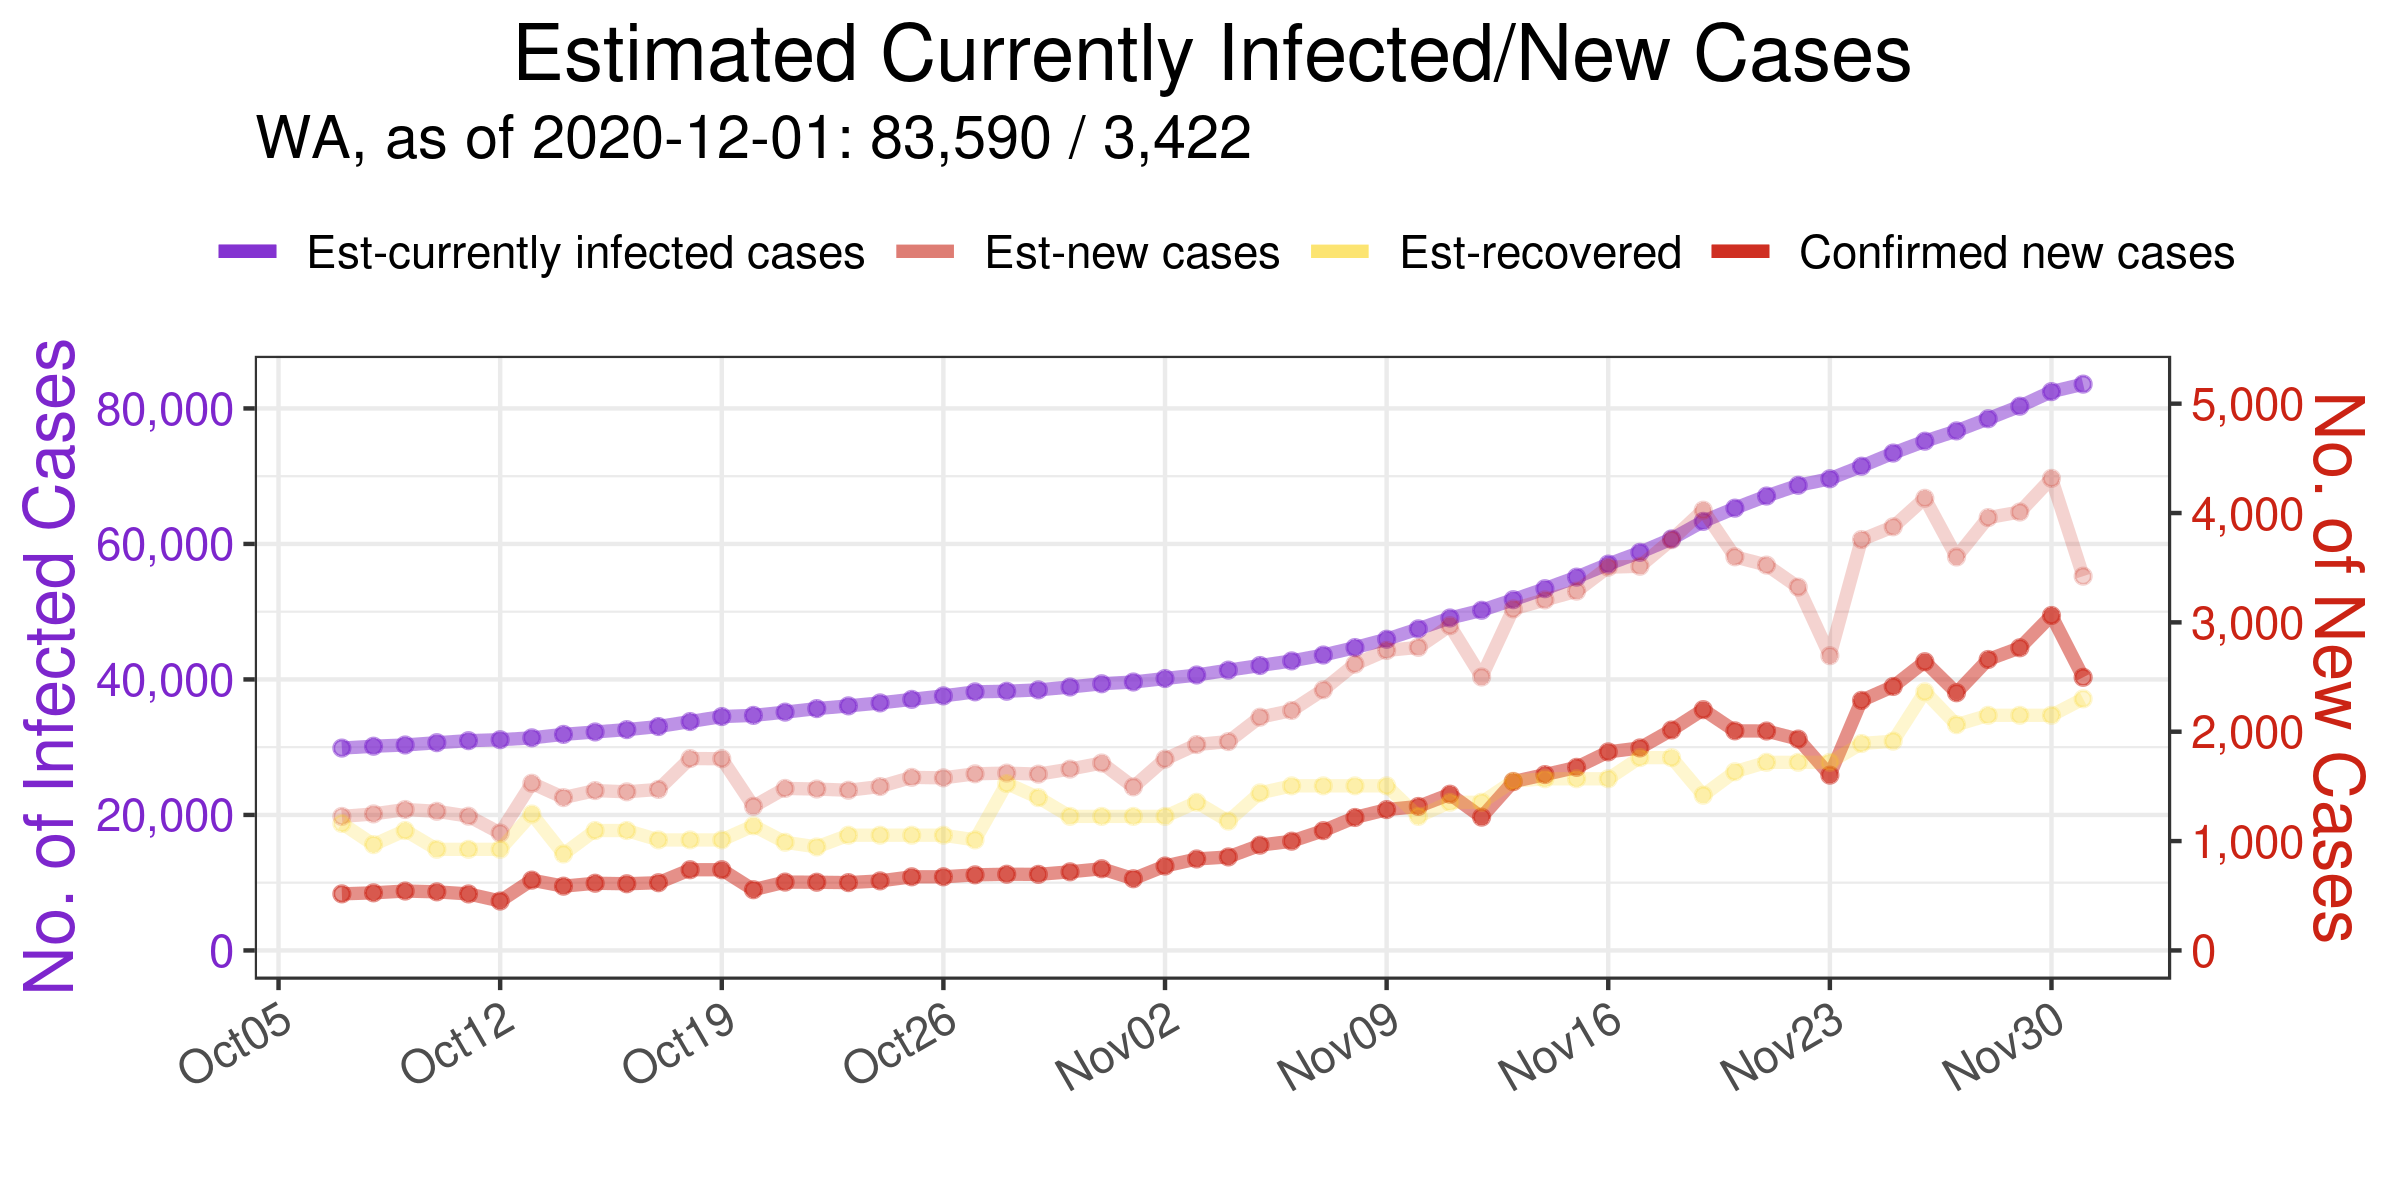 Estimated Currently Infected/New Cases
WA, as of 2020-12-01: 83,590 / 3,422
Est-currently infected cases Est-new cases Est-recovered Confirmed new cases
No. of Infected Cases
80,000
60,000
40,000
20,000
0
5,000
4,000
3,000
2,000
1,000
0
No. of New Cases
Oct05 Oct12 Oct19 Oct26 Nov02 Nov09 Nov16 Nov23 Nov30